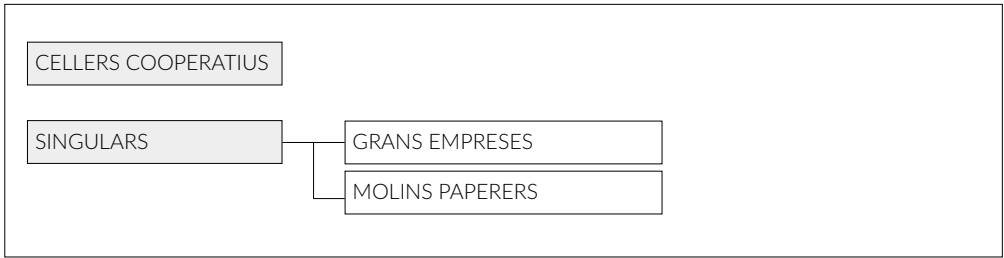 CELLERS COOPERATIUS
SINGULARS
GRANS EMPRESES
MOLINS PAPERERS